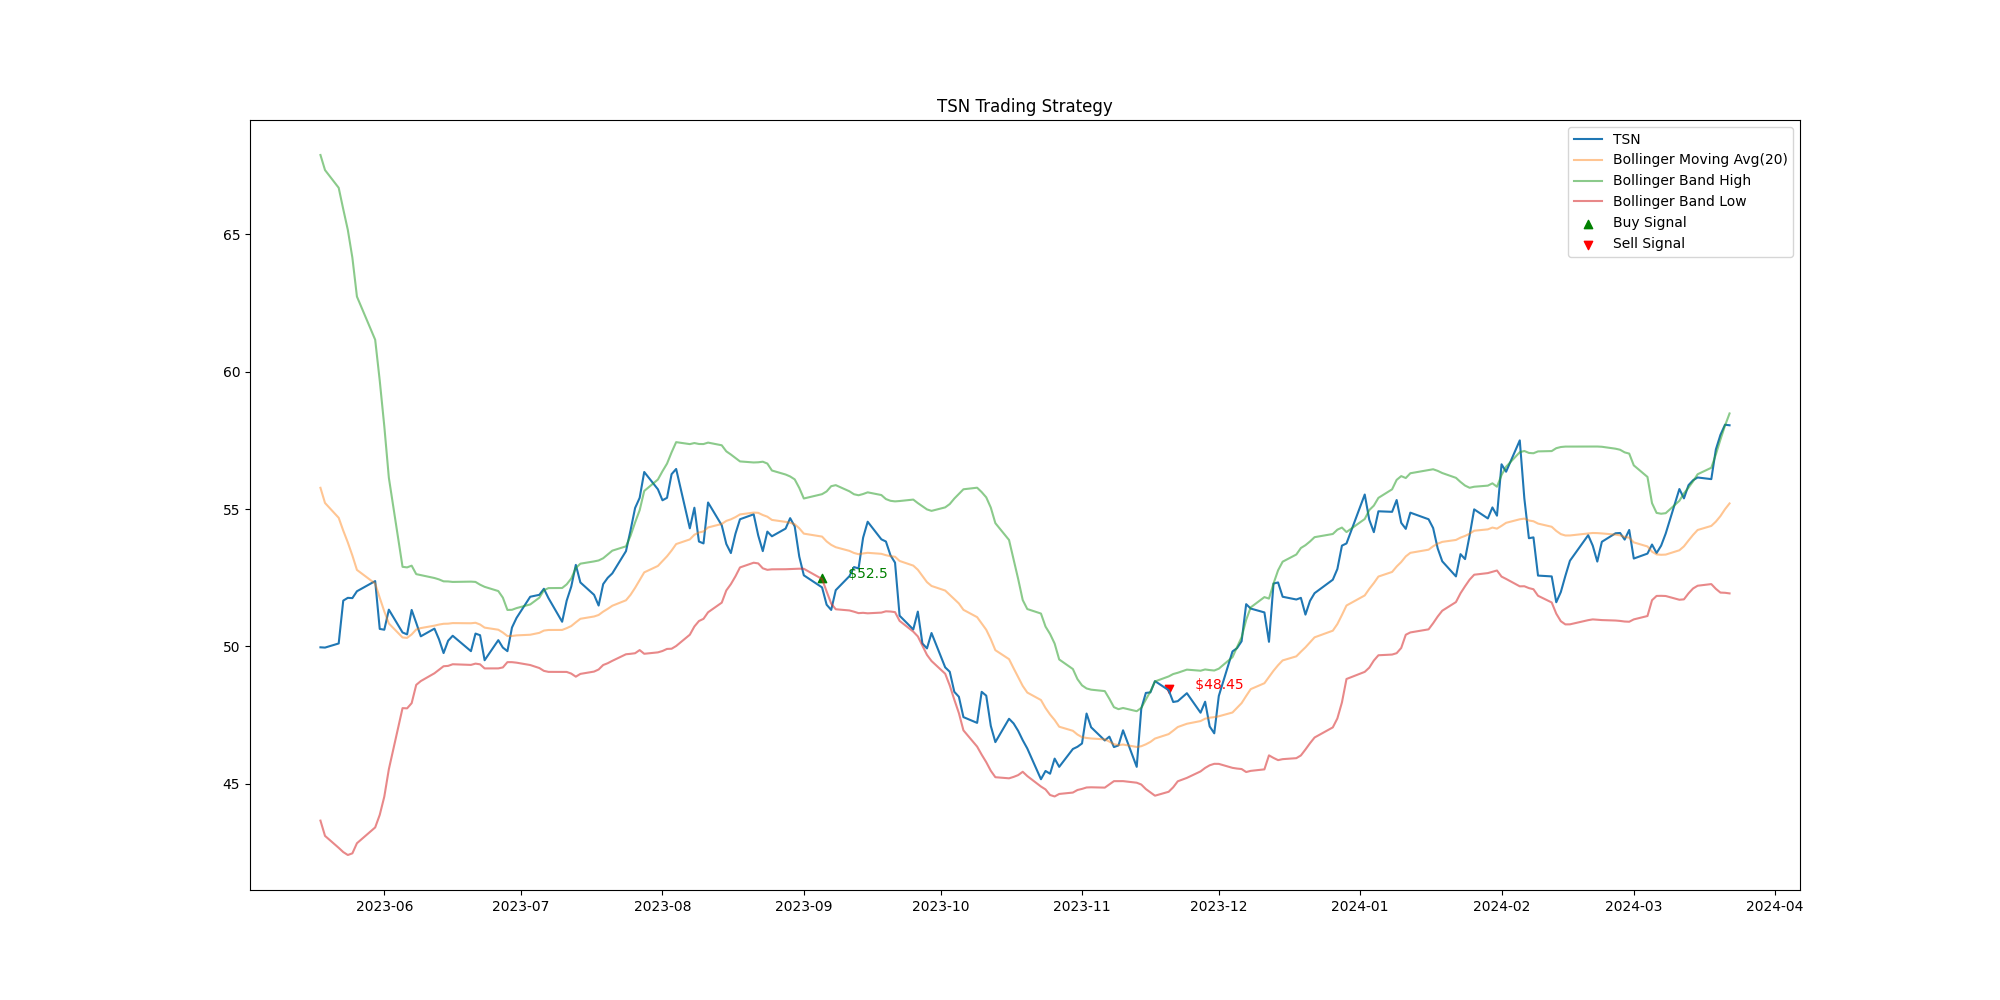 TSN Trading Strategy
TSN
Bollinger Moving Avg(20)
Bollinger Band High
Bollinger Band Low
Buy Signal
Sell Signal
65
60
55
50
45
$52.5
$48.45
2023-06
2023-07
2023-08
2023-09
2023-10
2023-11
2023-12
2024-01
2024-02
2024-03
2024-04